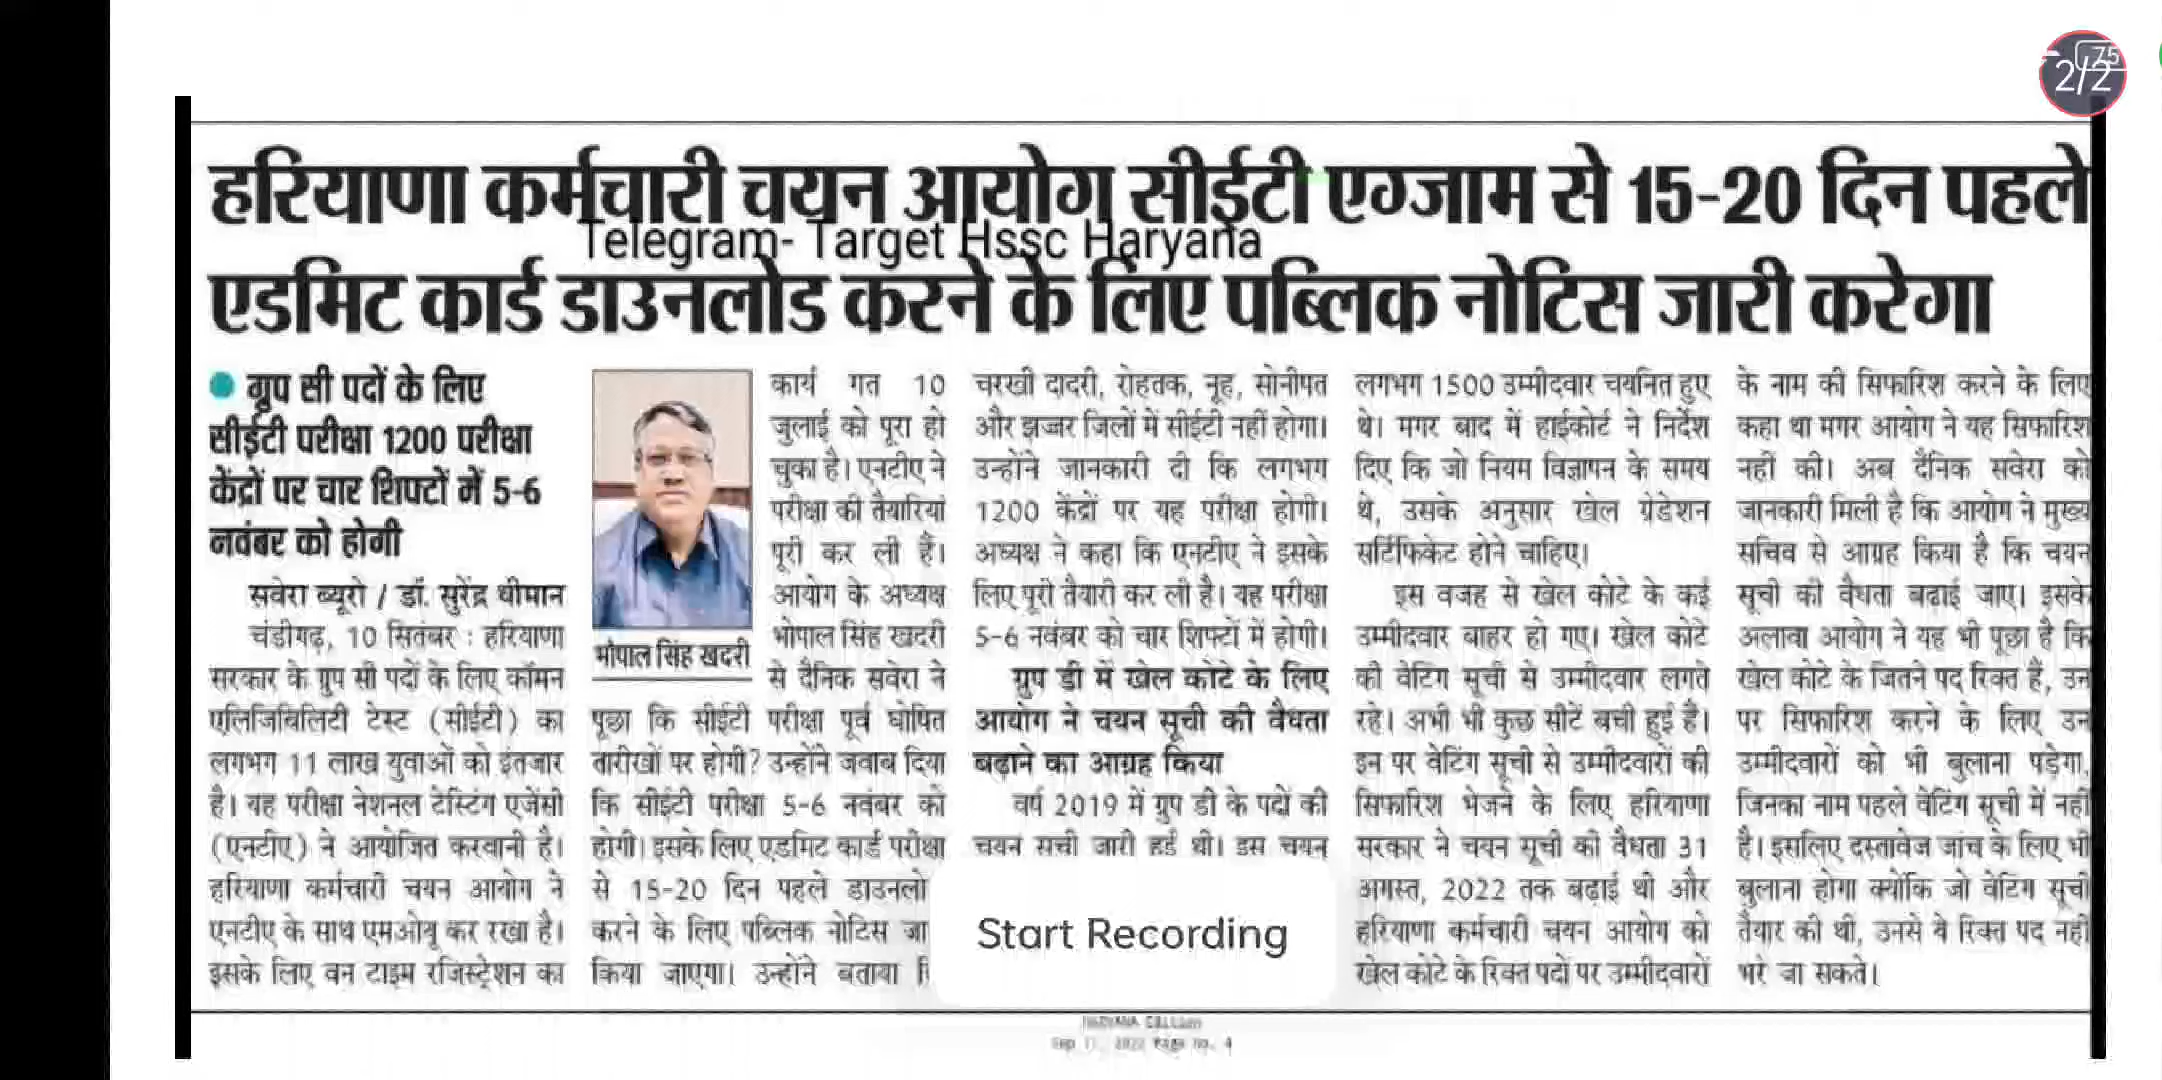 2/2
75
हरियाणा कर्मचारी चयन आयोग सीईटी एग्जाम से 15-20 दिन पहले
Telegram- Target Hssc Haryana
एडमिट कार्ड डाउनलोड करने के लिए पब्लिक नोटिस जारी करेगा
ग्रुप सी पदों के लिए
सीईटी परीक्षा 1200 परीक्षा
केंद्रों पर चार शिफ्टों में 5-6
नवंबर को होगी
सवेरा ब्यूरो / डॉ. सुरेंद्र धीमान
चंडीगढ़, 10 सितंबर : हरियाणा
सरकार के ग्रुप सी पदों के लिए कॉमन
एलिजिबिलिटी टेस्ट (सीईटी) का
लगभग 11 लाख युवाओं को इंतजार
है। यह परीक्षा नेशनल टेस्टिंग एजेंसी
(एनटीए) ने आयोजित करवानी है।
हरियाणा कर्मचारी चयन आयोग ने
एनटीए के साथ एमओयू कर रखा है।
इसके लिए वन टाइम रजिस्ट्रेशन का
भोपाल सिंह खदरी
कार्य गत 10
जुलाई को पूरा हो
चुका है। एनटीए ने
परीक्षा की तैयारियां
पूरी कर ली हैं।
आयोग के अध्यक्ष
भोपाल सिंह खदरी
से दैनिक सवेरा ने
पूछा कि सीईटी परीक्षा पूर्व घोषित
तारीखों पर होगी? उन्होंने जवाब दिया
कि सीईटी परीक्षा 5-6 नवंबर को
होगी। इसके लिए एडमिट कार्ड परीक्षा
से 15-20 दिन पहले डाउनलो
करने के लिए पब्लिक नोटिस जा
किया जाएगा। उन्होंने बताया
चरखी दादरी, रोहतक, नूह, सोनीपत
और झज्जर जिलों में सीईटी नहीं होगा।
उन्होंने जानकारी दी कि लगभग
1200 केंद्रों पर यह परीक्षा होगी।
अध्यक्ष ने कहा कि एनटीए ने इसके
लिए पूरी तैयारी कर ली है। यह परीक्षा
5-6 नवंबर को चार शिफ्टों में होगी।
ग्रुप डी में खेल कोटे के लिए
आयोग ने चयन सूची की वैधता
बढ़ाने का आग्रह किया
वर्ष 2019 में ग्रुप डी के पदों की
चयन सूची जारी हुई थी। इस चयन
Start Recording
लगभग 1500 उम्मीदवार चयनित हुए
थे। मगर बाद में हाईकोर्ट ने निर्देश
दिए कि जो नियम विज्ञापन के समय
थे, उसके अनुसार खेल ग्रेडेशन
सर्टिफिकेट होने चाहिए।
इस वजह से खेल कोटे के कई
उम्मीदवार बाहर हो गए। खेल कोटे
की वेटिंग सूची से उम्मीदवार लगते
रहे। अभी भी कुछ सीटें बची हुई हैं।
इन पर वेटिंग सूची से उम्मीदवारों की
सिफारिश भेजने के लिए हरियाणा
सरकार ने चयन सूची की वैधता 31
अगस्त, 2022 तक बढ़ाई थी और
हरियाणा कर्मचारी चयन आयोग को
खेल कोटे के रिक्त पदों पर उम्मीदवारों
के नाम की सिफारिश करने के लिए
कहा था मगर आयोग ने यह सिफारिश
नहीं की। अब दैनिक सवेरा को
जानकारी मिली है कि आयोग ने मुख्य
सचिव से आग्रह किया है कि चयन
सूची की वैधता बढाई जाए। इसके
अलावा आयोग ने यह भी पूछा है कि
खेल कोटे के जितने पद रिक्त हैं, उन
पर सिफारिश करने के लिए उन
उम्मीदवारों को भी बुलाना पड़ेगा,
जिनका नाम पहले वेटिंग सूची में नहीं
है। इसलिए दस्तावेज जांच के लिए भी
बुलाना होगा क्योंकि जो वेटिंग सूची
तैयार की थी, उनसे ये रिक्त पद नहीं
भरे जा सकते।
HARYANA Edition
Sep 11, 2022 Page No. 4